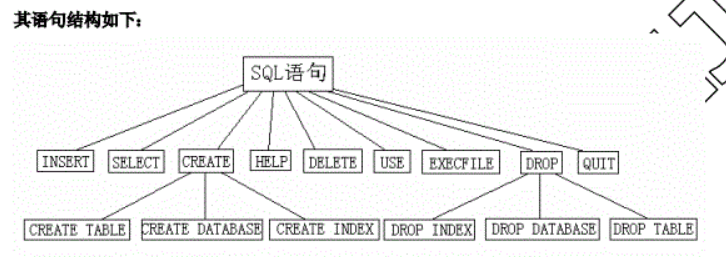 其语句结构如下：
SQL语句
INSERT SELECT CREATE HELP DELETE USE EXECFILE DROP QUIT
CREATE TABLE CREATE DATABASE CREATE INDEX DROP INDEX DROP DATABASE DROP TABLE